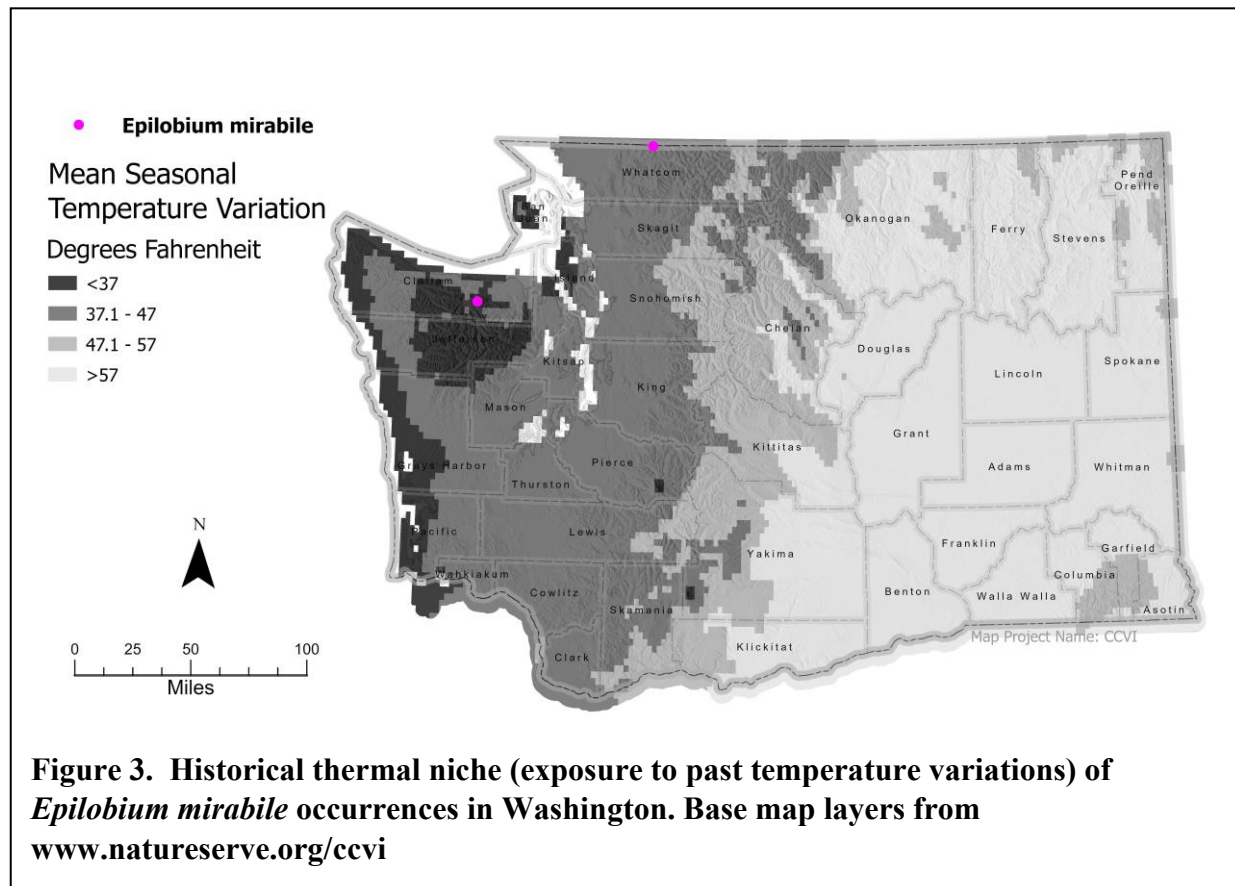 Epilobium mirabile
Mean Seasonal
Temperature Variation
Degrees Fahrenheit
<37
37.1 - 47
47.1 - 57
>57
Whatcom
Pend
Oreille
San
Juan
Okanogan
Ferry
Stevens
Skagit
Clallam
Island
Snohomish
Chelan
Jefferson
Douglas
Kitsap
Lincoln
Spokane
King
Mason
Grant
Kittitas
Grays Harbor
Pierce
Adams
Whitman
Thurston
N
Pacific
Lewis
Yakima
Franklin
Garfield
Wahkiakum
Columbia
Cowlitz
Skamania
Benton
Walla Walla
Asotin
Map Project Name: CCVI
Klickitat
Clark
0 25 50 100
Miles
Figure 3. Historical thermal niche (exposure to past temperature variations) of
Epilobium mirabile occurrences in Washington. Base map layers from
www.natureserve.org/ccvi